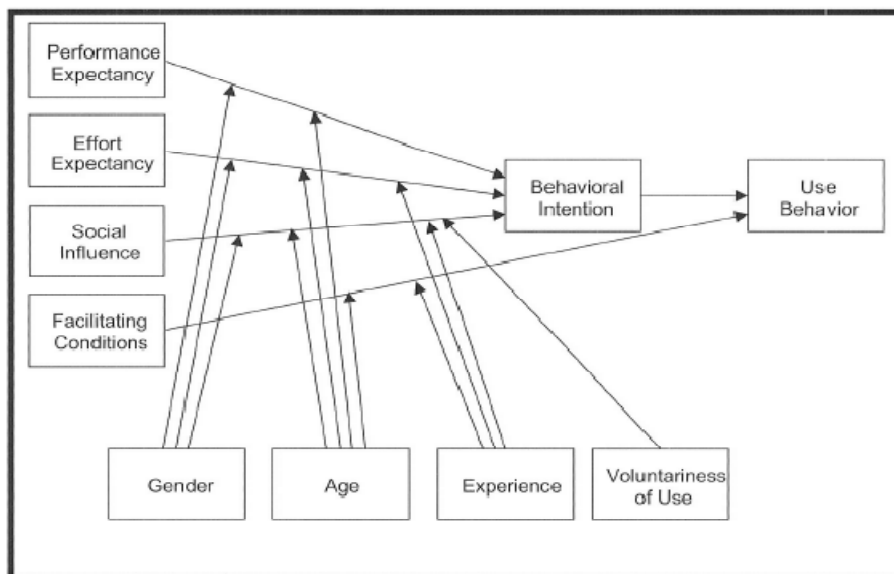 Performance
Expectancy
Effort
Expectancy
Social
Influence
Facilitating
Conditions
Behavioral
Intention
Use
Behavior
Gender
Age
Experience
Voluntariness
of Use